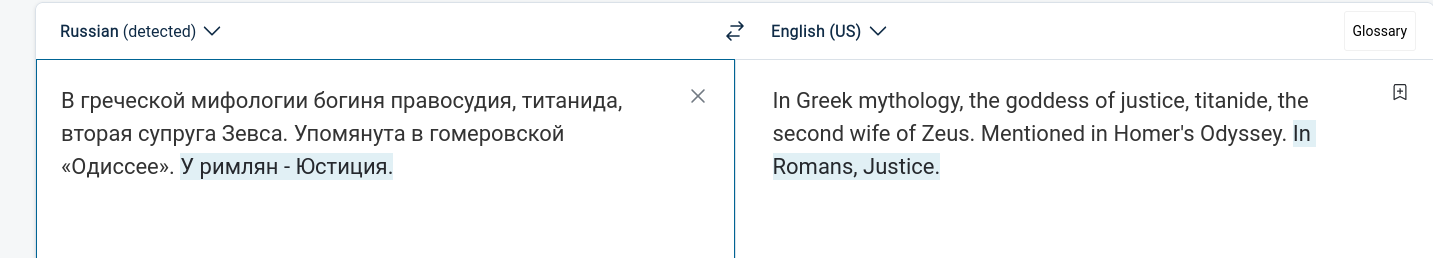 Russian (detected)
English (US)
Glossary
В греческой мифологии богиня правосудия, титанида,
вторая супруга Зевса. Упомянута в гомеровской
«Одиссее». У римлян - Юстиция.
In Greek mythology, the goddess of justice, titanide, the
second wife of Zeus. Mentioned in Homer's Odyssey. In
Romans, Justice.